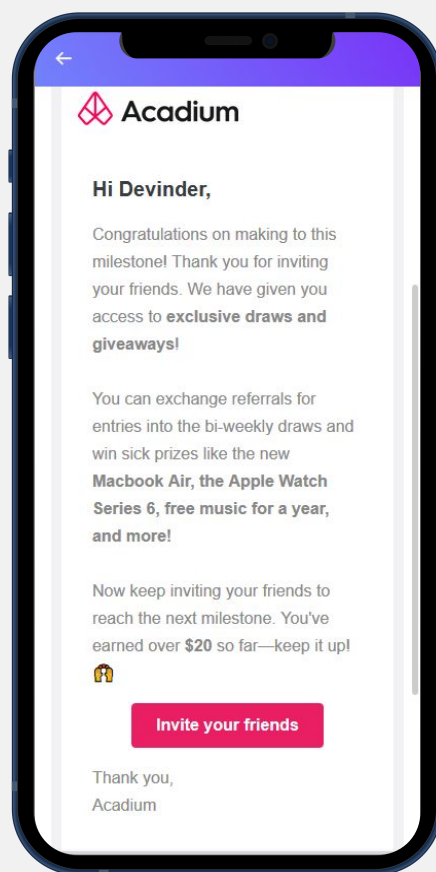 Acadium
Hi Devinder,
Congratulations on making to this
milestone! Thank you for inviting
your friends. We have given you
access to exclusive draws and
giveaways!
You can exchange referrals for
entries into the bi-weekly draws and
win sick prizes like the new
Macbook Air, the Apple Watch
Series 6, free music for a year,
and more!
Now keep inviting your friends to
reach the next milestone. You've
earned over $20 so far—keep it up!
Invite your friends
Thank you,
Acadium